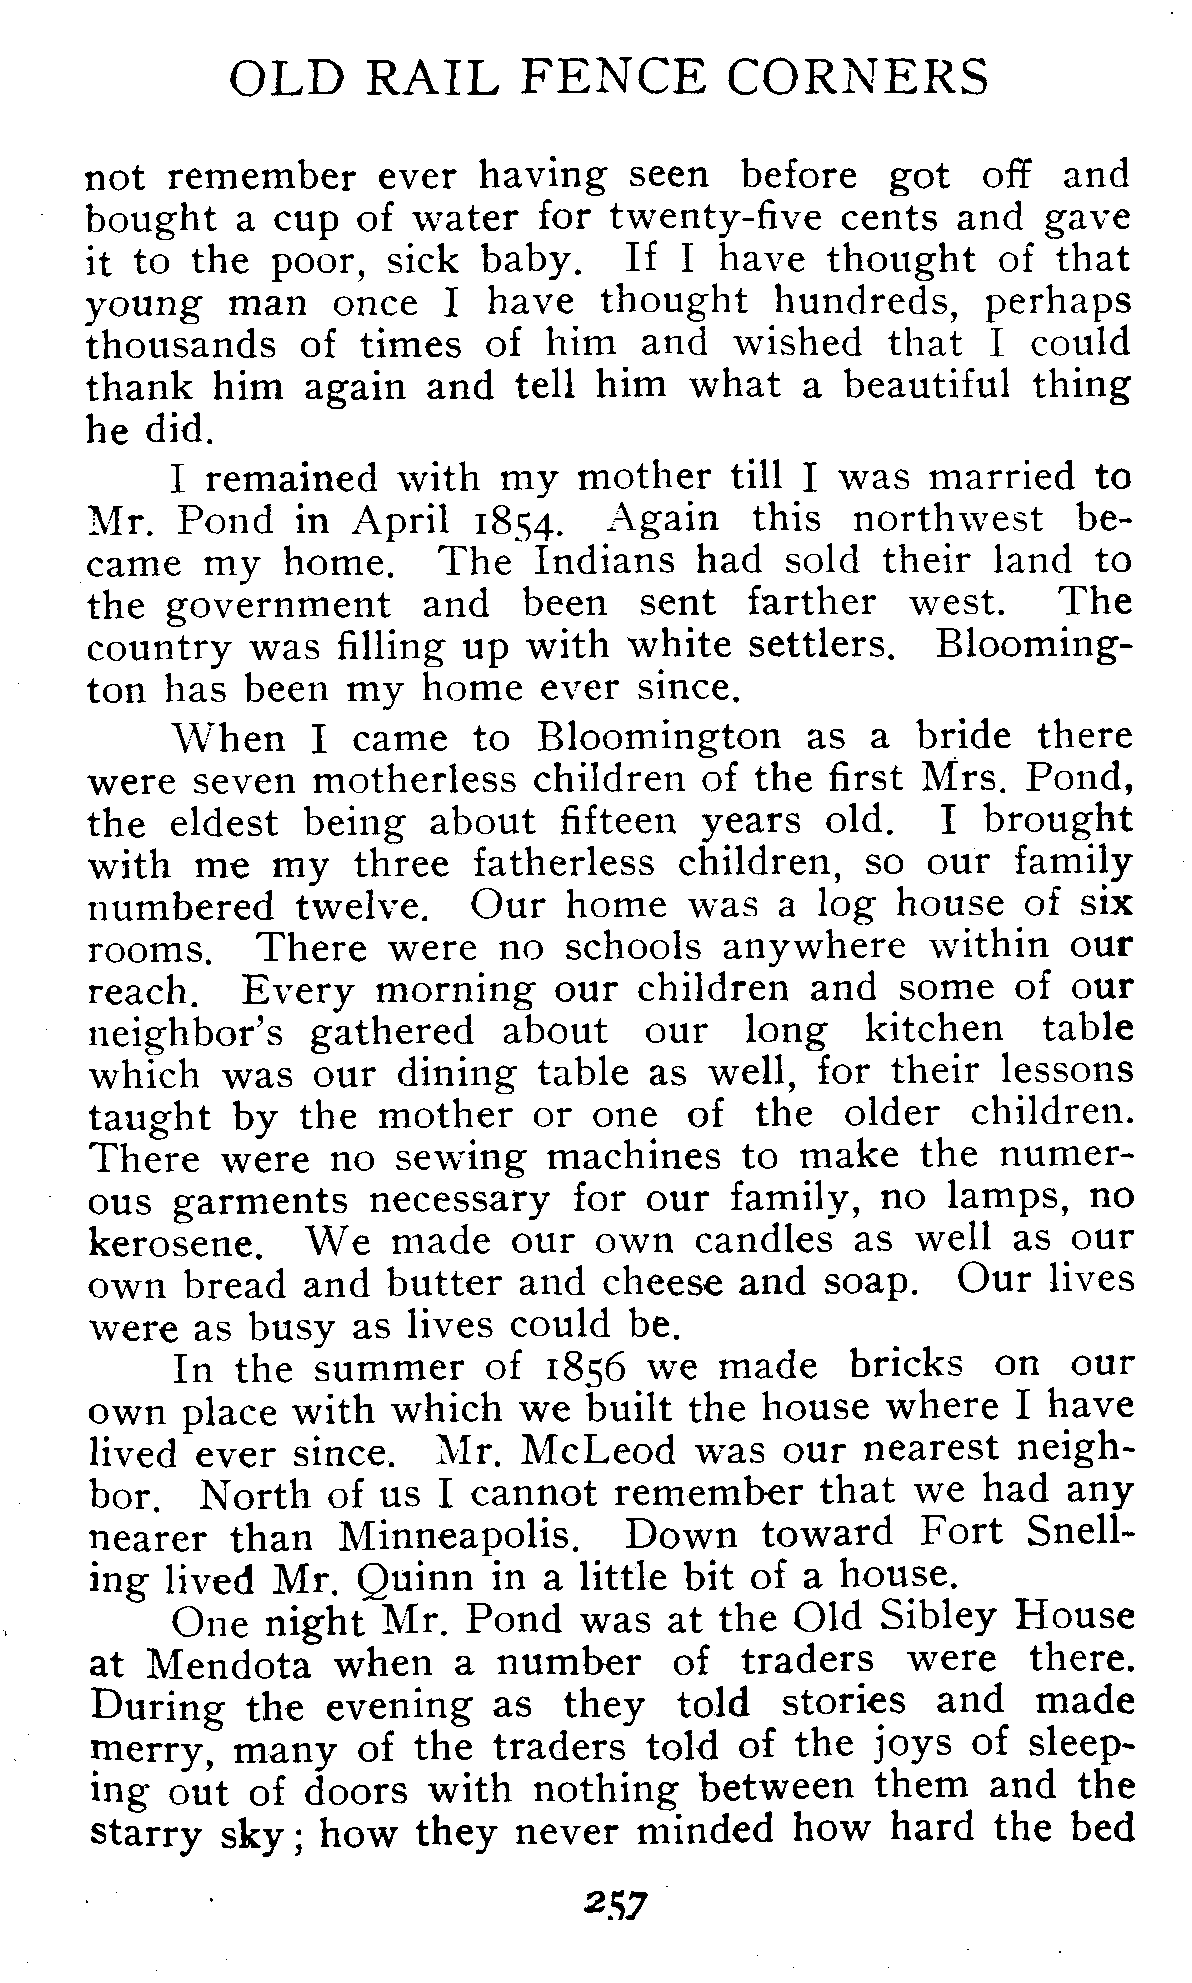 OLD RAIL FENCE CORNERS
not remember ever having seen before got off and
bought a cup of water for twenty-five cents and gave
it to the poor, sick baby. If I have thought of that
young man once I have thought hundreds, perhaps
thousands of times of him and wished that I could
thank him again and tell him what a beautiful thing
he did.
I remained with my mother till I was married to
Mr. Pond in April 1854. Again this northwest be-
came my home. The Indians had sold their land to
the government and been sent farther west. The
country was filling up with white settlers. Blooming-
ton has been my home ever since.
When I came to Bloomington as a bride there
were seven motherless children of the first Mrs. Pond,
the eldest being about fifteen years old. I brought
with me my three fatherless children, so our family
numbered twelve. Our home was a log house of six
rooms. There were no schools anywhere within our
reach. Every morning our children and some of our
neighbor's gathered about our long kitchen table
which was our dining table as well, for their lessons
taught by the mother or one of the older children.
There were no sewing machines to make the numer-
ous garments necessary for our family, no lamps, no
kerosene. We made our own candles as well as our
own bread and butter and cheese and soap. Our lives
were as busy as lives could be.
In the summer of 1856 we made bricks on our
own place with which we built the house where I have
lived ever since. Mr. McLeod was our nearest neigh-
bor. North of us I cannot remember that we had any
nearer than Minneapolis. Down toward Fort Snell-
ing lived Mr. Quinn in a little bit of a house.
One night Mr. Pond was at the Old Sibley House
at Mendota when a number of traders were there.
During the evening as they told stories and made
merry, many of the traders told of the joys of sleep-
ing out of doors with nothing between them and the
starry sky; how they never minded how hard the bed
257